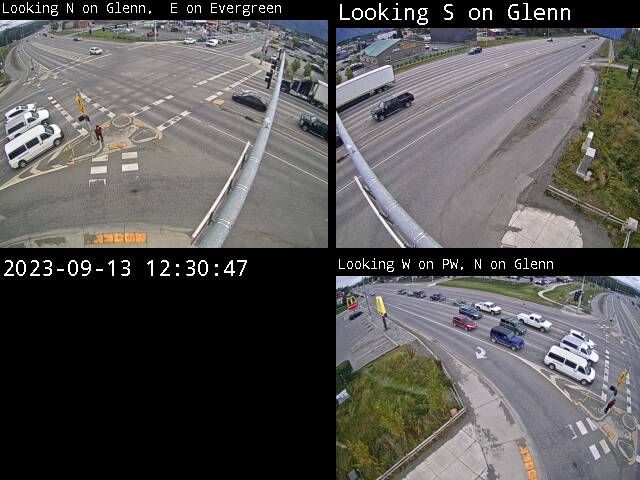 Looking N on Glenn,  E on Evergreen
Looking S on Glenn
2023-09-13 12:30:47
Looking W on PW, N on Glenn